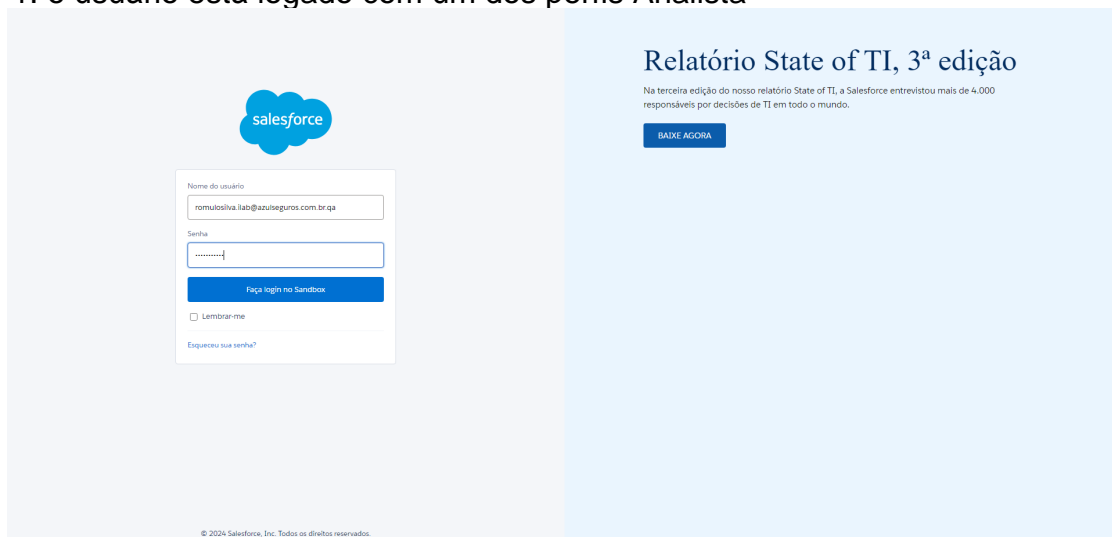 1. o usuário está logado com um dos perfis Analista
salesforce
Nome do usuário
romulosilva.ilab@azulseguros.com.br.qa
Senha
Faça login no Sandbox
Lembrar-me
Esqueceu sua senha?
© 2024 Salesforce, Inc. Todos os direitos reservados.
Relatório State of TI, 3ª edição
Na terceira edição do nosso relatório State of TI, a Salesforce entrevistou mais de 4.000
responsáveis por decisões de TI em todo o mundo.
BAIXE AGORA